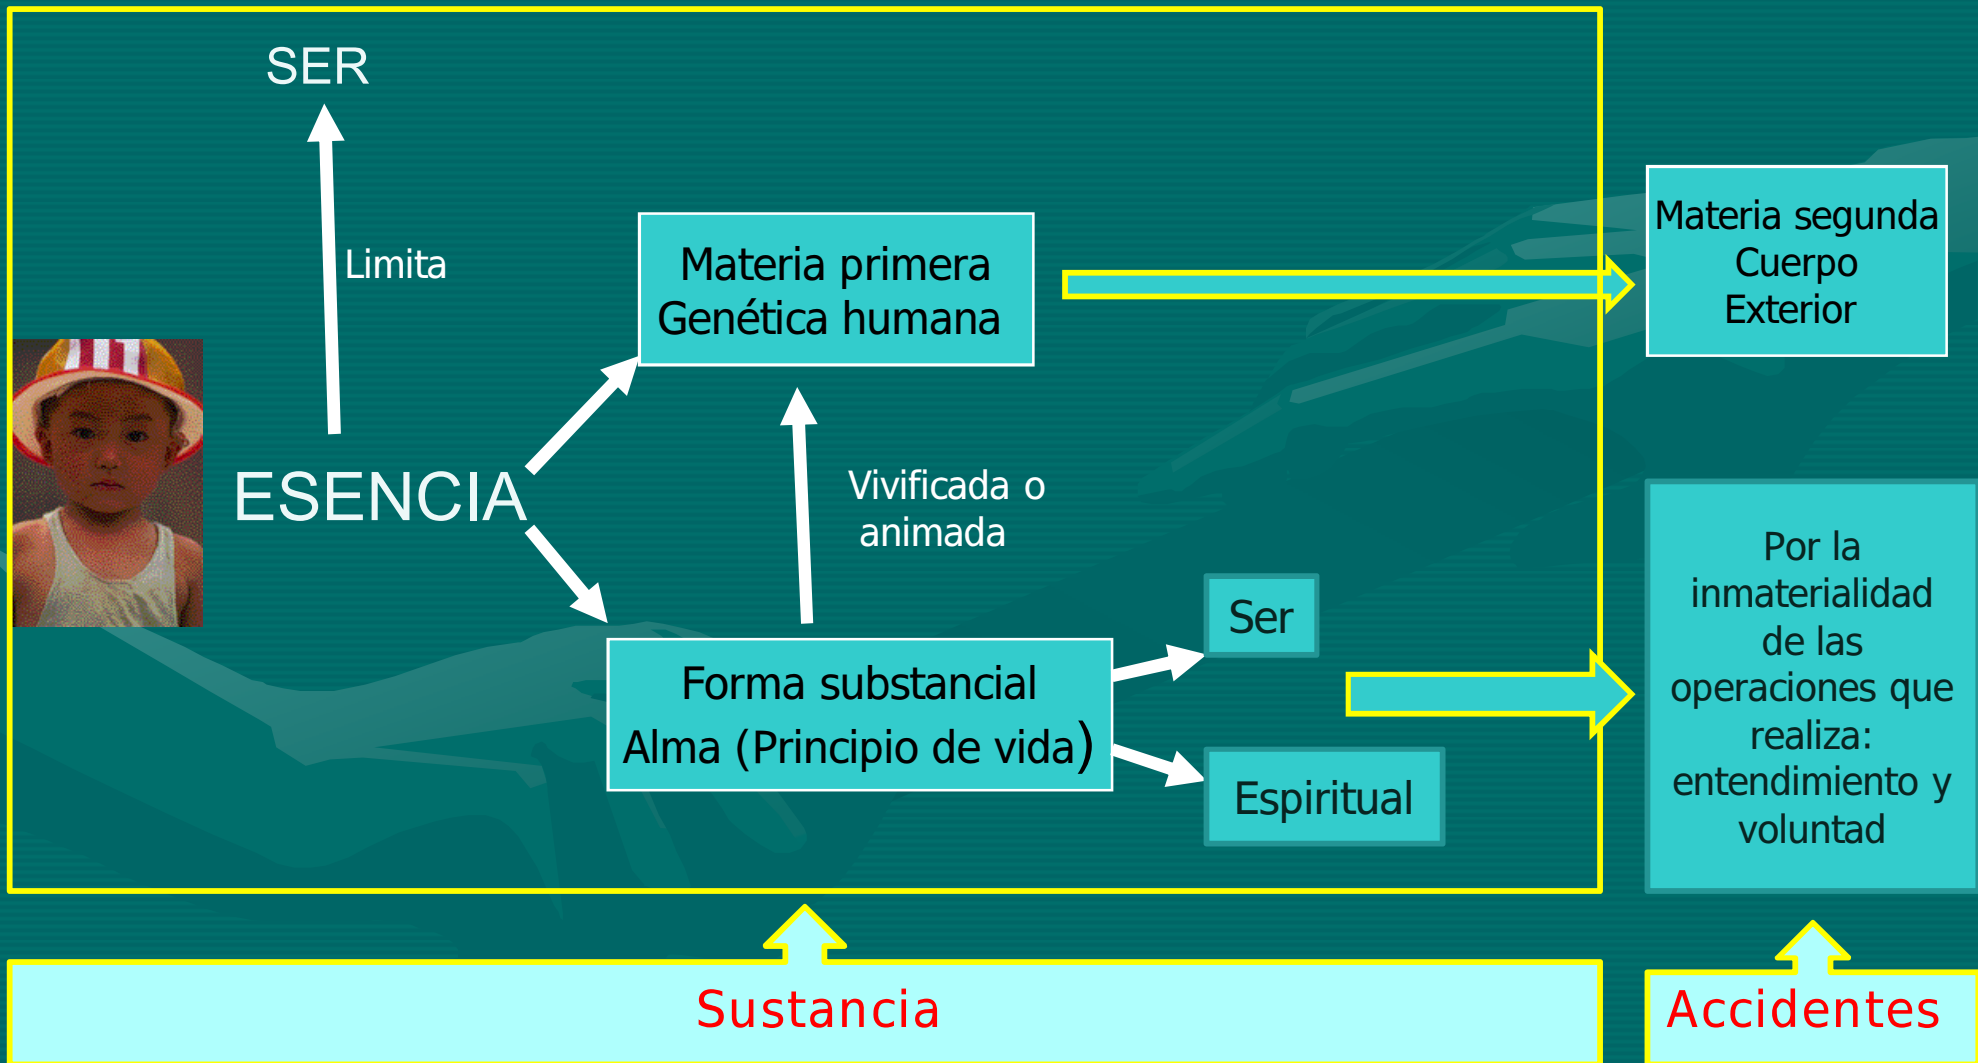 SER
Limita
Materia primera
Genética humana
Materia segunda
Cuerpo
Exterior
ESENCIA
Vivificada o
animada
Ser
Forma substancial
Alma (Principio de vida)
Espiritual
Por la
inmaterialidad
de las
operaciones que
realiza:
entendimiento y
voluntad
Sustancia
Accidentes